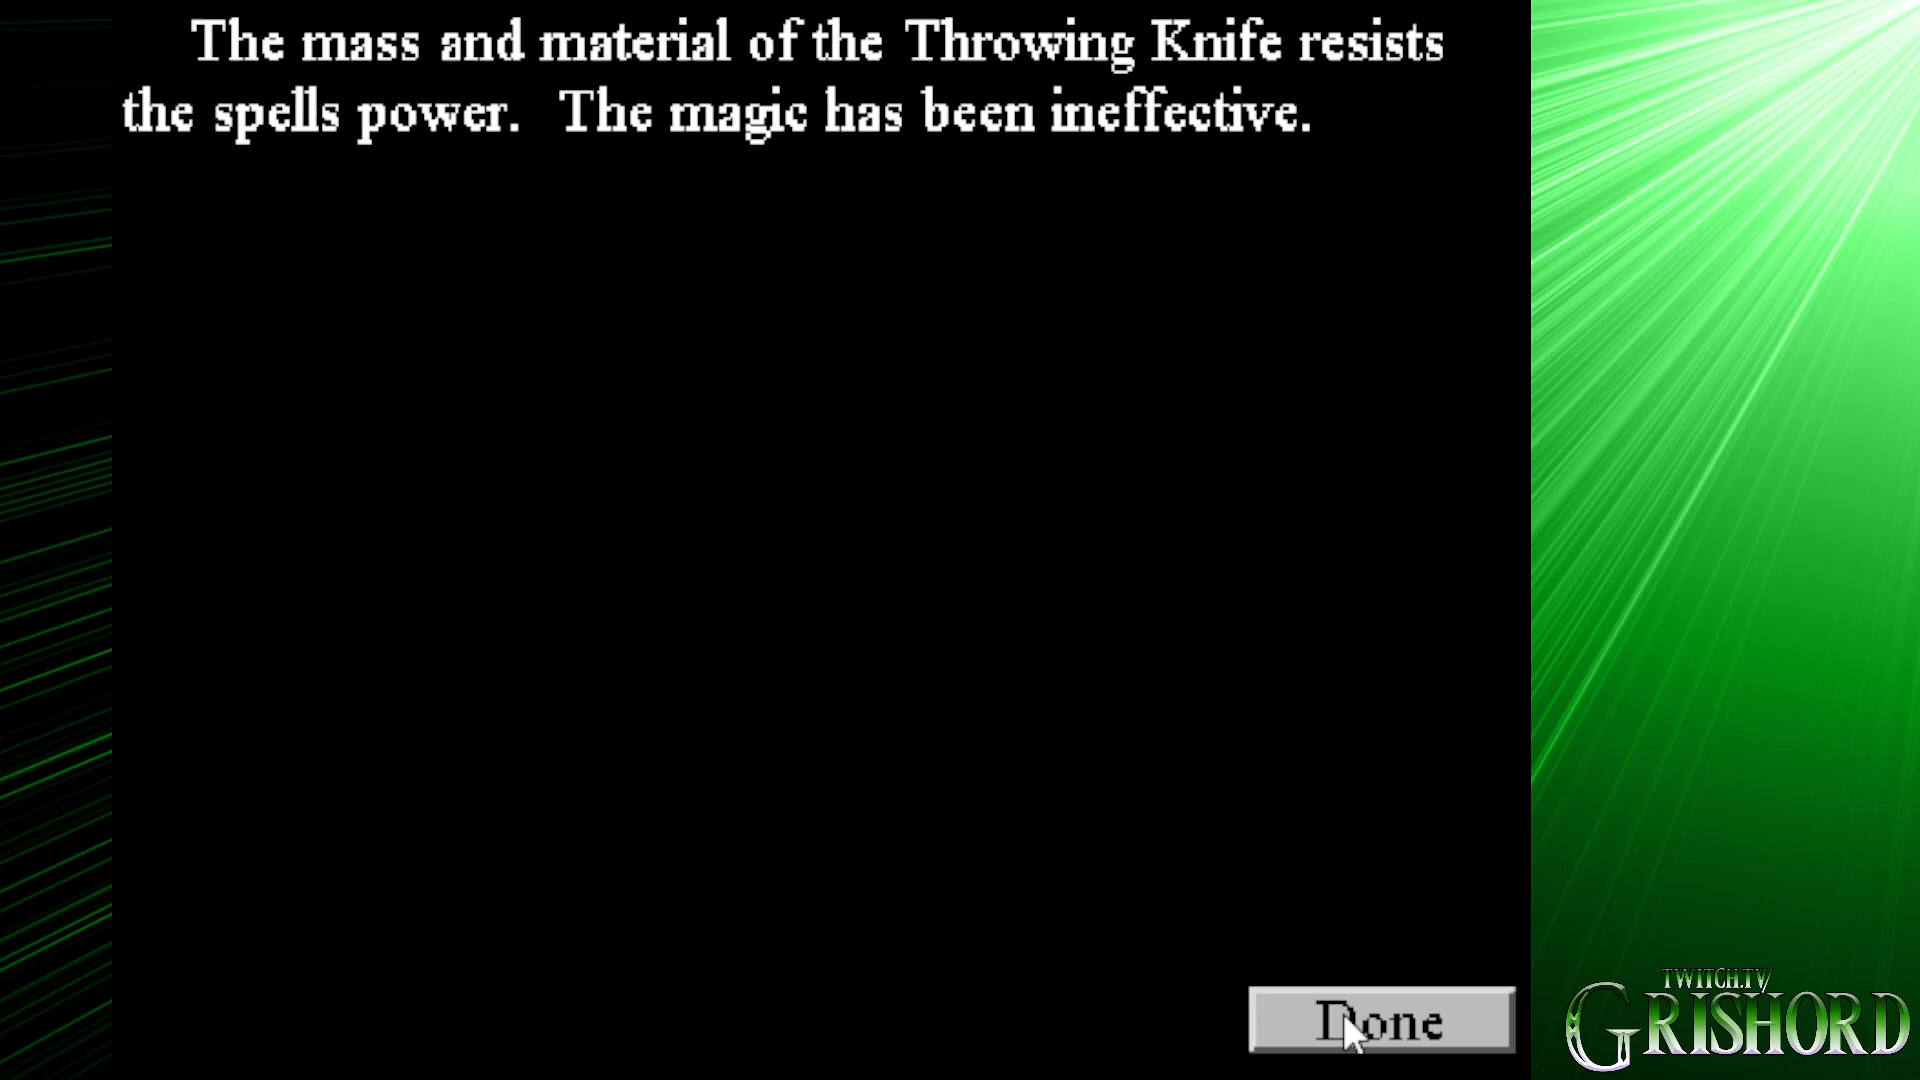 The mass and material of the Throwing Knife resists
the spells power.  The magic has been ineffective.
Done
TWITCH.TV/
GRISHORD